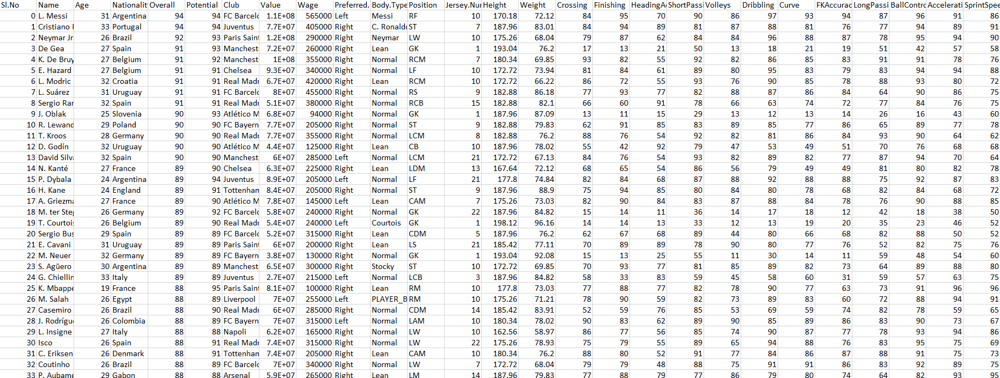 Sl.No Name Age Nationalit Overall Potential Club Value Wage Preferred. Body.Type Position Jersey.Nu Height Weight Crossing Finishing HeadingA ShortPassi Volleys Dribbling Curve FKAccurac LongPassi BallContro Accelerati SprintSpee
0 L. Messi 31 Argentina 94 94 FC Barcelo 1.1E+08 565000 Left Messi RF 10 170.18 72.12 84 95 70 90 86 97 93 94 87 96 91 86
1 Cristiano 33 Portugal 94 94 Juventus 7.7E+07 405000 Right C. Ronaldo ST 7 187.96 83.01 84 94 89 81 87 88 81 76 77 94 89 91
2 Neymar Jr 26 Brazil 92 93 Paris Sain 1.2E+08 290000 Right Neymar LW 10 175.26 68.04 79 87 62 84 84 96 88 87 78 95 94 90
3 De Gea 27 Spain 91 93 Manchest 7.2E+07 260000 Right Lean GK 1 193.04 76.2 17 13 21 50 13 18 21 19 51 42 57 58
4 K. De Bruy 27 Belgium 91 92 Manchest 1E+08 355000 Right Normal RCM 7 180.34 69.85 93 82 55 92 82 86 85 83 91 91 78 76
5 E. Hazard 27 Belgium 91 91 Chelsea 9.3E+07 340000 Right Normal LF 10 172.72 73.94 81 84 61 89 80 95 83 79 83 94 94 88
6 L. Modric 32 Croatia 91 91 Real Madr 6.7E+07 420000 Right Lean RCM 10 172.72 66.22 86 72 55 93 76 90 85 78 88 93 80 72
7 L. Suárez 31 Uruguay 91 91 FC Barcelo 8E+07 455000 Right Normal RS 9 182.88 86.18 77 93 77 82 88 87 86 84 64 90 86 75
8 Sergio Rar 32 Spain 91 91 Real Madr 5.1E+07 380000 Right Normal RCB 15 182.88 82.1 66 60 91 78 66 63 74 72 77 84 76 75
9 J. Oblak 25 Slovenia 90 93 Atlético M 6.8E+07 94000 Right Normal GK 1 187.96 87.09 13 11 15 29 13 12 13 14 26 16 43 60
10 R. Lewand 29 Poland 90 90 FC Bayern 7.7E+07 205000 Right Normal ST 9 182.88 79.83 62 91 85 83 89 85 77 86 65 89 77 78
11 T. Kroos 28 Germany 90 90 Real Madr 7.7E+07 355000 Right Normal LCM 8 182.88 76.2 88 76 54 92 82 81 86 84 93 90 64 62
12 D. Godín 32 Uruguay 90 90 Atlético M 4.4E+07 125000 Right Lean CB 10 187.96 78.02 55 42 92 79 47 53 49 51 70 76 68 68
13 David Silv 32 Spain 90 90 Manchest 6E+07 285000 Left Normal LCM 21 172.72 67.13 84 76 54 93 82 89 82 77 87 94 70 64
14 N. Kanté 27 France 89 90 Chelsea 6.3E+07 225000 Right Lean LDM 13 167.64 72.12 68 65 54 86 56 79 49 49 81 80 82 78
15 P. Dybala 24 Argentina 89 94 Juventus 8.9E+07 205000 Left Normal LF 21 177.8 74.84 82 84 68 87 88 92 88 88 75 92 87 83
16 H. Kane 24 England 89 91 Tottenhan 8.4E+07 205000 Right Normal ST 9 187.96 88.9 75 94 85 80 84 80 78 68 82 84 68 72
17 A. Griezma 27 France 89 90 Atlético M 7.8E+07 145000 Left Lean CAM 7 175.26 73.03 82 90 84 83 87 88 84 78 76 90 88 85
18 M. ter Ste 26 Germany 89 92 FC Barcelo 5.8E+07 240000 Right Normal GK 22 187.96 84.82 15 14 11 36 14 17 18 12 42 18 38 50
19 T. Courtoi 26 Belgium 89 90 Real Madr 5.4E+07 240000 Left Courtois GK 1 198.12 96.16 14 14 13 33 12 13 19 20 35 23 46 52
20 Sergio Bus 29 Spain 89 89 FC Barcelo 5.2E+07 315000 Right Lean CDM 5 187.96 76.2 62 67 68 89 44 80 66 68 82 88 50 52
21 E. Cavani 31 Uruguay 89 89 Paris Sain 6E+07 200000 Right Lean LS 21 185.42 77.11 70 89 89 78 90 80 77 76 52 82 75 76
22 M. Neuer 32 Germany 89 89 FC Bayern 3.8E+07 130000 Right Normal GK 1 193.04 92.08 15 13 25 55 11 30 14 11 59 48 54 60
23 S. Agüero 30 Argentina 89 89 Manchest 6.5E+07 300000 Right Stocky ST 10 172.72 69.85 70 93 77 81 85 89 82 73 64 89 88 80
24 G. Chiellin 33 Italy 89 89 Juventus 2.7E+07 215000 Left Normal LCB 3 187.96 84.82 58 33 83 59 45 58 60 31 59 57 63 75
25 K. Mbappe 19 France 88 95 Paris Sain 8.1E+07 100000 Right Lean RM 10 177.8 73.03 77 88 77 82 78 90 77 63 73 91 96 96
26 M. Salah 26 Egypt 88 89 Liverpool 7E+07 255000 Left PLAYER_B RM 10 175.26 71.21 78 90 59 82 73 89 83 60 72 88 94 91
27 Casemiro 26 Brazil 88 90 Real Madr 6E+07 285000 Right Normal CDM 14 185.42 83.91 52 59 76 85 53 69 59 74 82 78 59 65
28 J. Rodrígu 26 Colombia 88 89 FC Bayern 7E+07 315000 Left Normal LAM 10 180.34 78.02 90 83 62 89 90 85 89 86 83 90 73 67
29 L. Insigne 27 Italy 88 88 Napoli 6.2E+07 165000 Right Normal LW 10 162.56 58.97 86 77 56 85 74 90 87 77 78 93 94 86
30 Isco 26 Spain 88 91 Real Madr 7.4E+07 315000 Right Normal LW 22 175.26 78.93 75 79 55 89 65 94 88 76 83 95 75 69
31 C. Eriksen 26 Denmark 88 91 Tottenhan 7.4E+07 205000 Right Lean CAM 10 180.34 76.2 88 80 52 91 77 84 86 87 88 91 75 73
32 Coutinho 26 Brazil 88 89 FC Barcelo 7E+07 340000 Right Normal LW 7 172.72 68.04 79 79 48 88 75 91 91 86 83 92 89 75
33 P. Aubame 29 Gabon 88 88 Arsenal 5.9E+07 265000 Right Lean LM 14 187.96 79.83 77 88 79 77 86 79 80 74 64 82 93 95